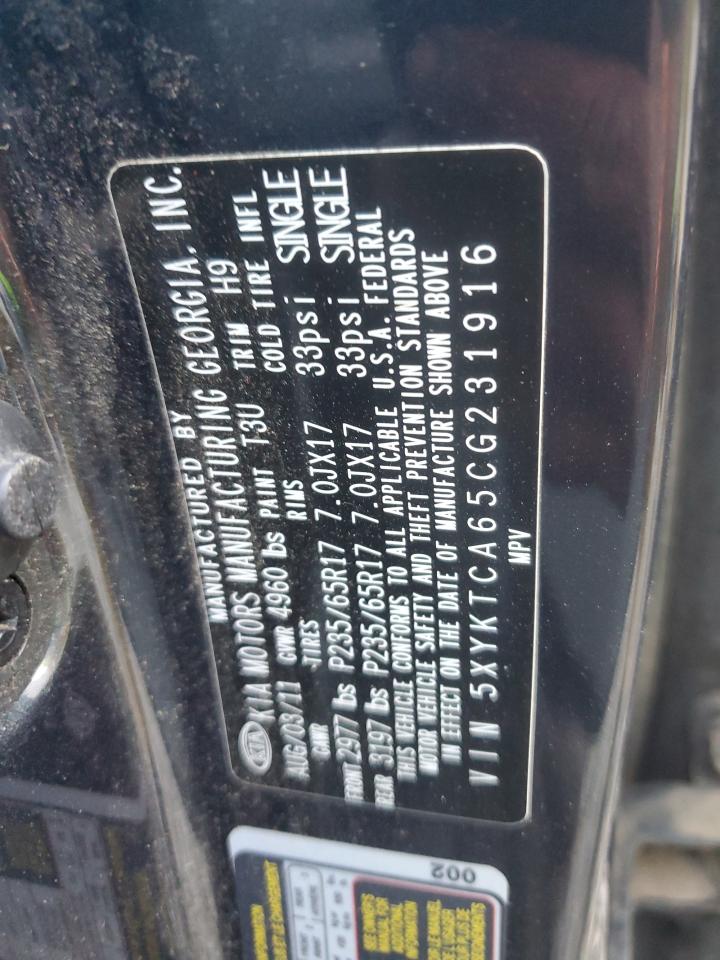 MANUFACTURED BY
KIA KIA MOTORS MANUFACTURING GEORGIA, INC.
AUG/03/11 GVWR 4960 lbs PAINT T3U TRIM H9
GAWR TIRES RIMS COLD TIRE INFL
FRONT 2977 lbs P235/65R17 7.0JX17 33psi SINGLE
REAR 3197 lbs P235/65R17 7.0JX17 33psi SINGLE
THIS VEHICLE CONFORMS TO ALL APPLICABLE U.S.A. FEDERAL
MOTOR VEHICLE SAFETY AND THEFT PREVENTION STANDARDS
IN EFFECT ON THE DATE OF MANUFACTURE SHOWN ABOVE
VIN 5XYKTCA65CG231916
MPV
002